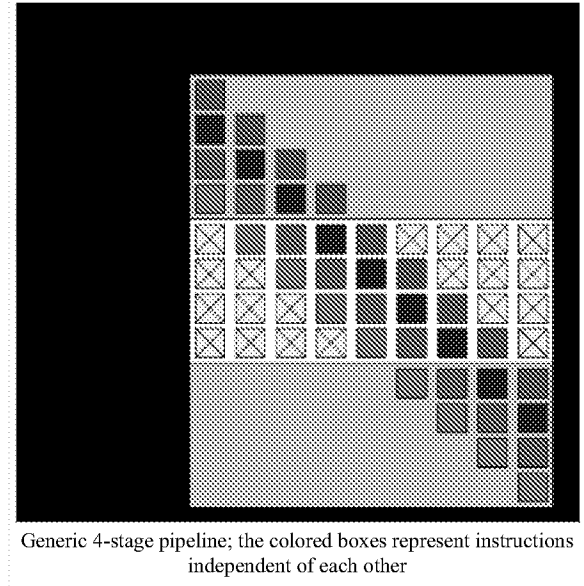 Generic 4-stage pipeline; the colored boxes represent instructions
independent of each other